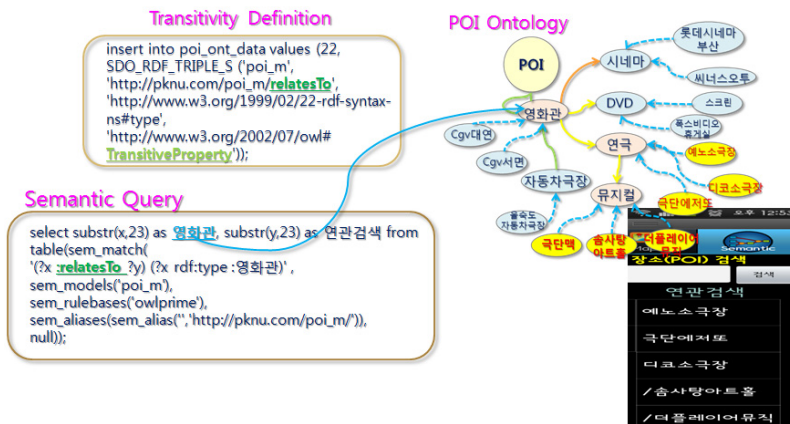 Transitivity Definition
insert into poi_ont_data values (22,
SDO_RDF_TRIPLE_S ('poi_m',
'http://pknu.com/poi_m/relatesTo',
'http://www.w3.org/1999/02/22-rdf-syntax-
ns#type',
'http://www.w3.org/2002/07/owl#
TransitiveProperty'));
Semantic Query
select substr(x,23) as 영화관, substr(y,23) as 연관검색 from
table(sem_match(
'(?x :relatesTo ?y) (?x rdf:type :영화관)' ,
sem_models('poi_m'),
sem_rulebases('owlprime'),
sem_aliases(sem_alias('','http://pknu.com/poi_m/')),
null));
POI Ontology
POI
영화관
시네마
롯데시네마
부산
씨너스오투
DVD
스크린
폭스비디오
휴게실
연극
예노소극장
디코소극장
극단에저또
Cgv대연
Cgv서면
자동차극장
을숙도
자동차극장
뮤지컬
극단맥
솜사탕
아트홀
더플레이어
뮤직
오후 12:53
Semantic
장소(POI) 검색
검색
연관검색
예노소극장
극단에저또
디코소극장
/솜사탕아트홀
/더플레이어뮤직